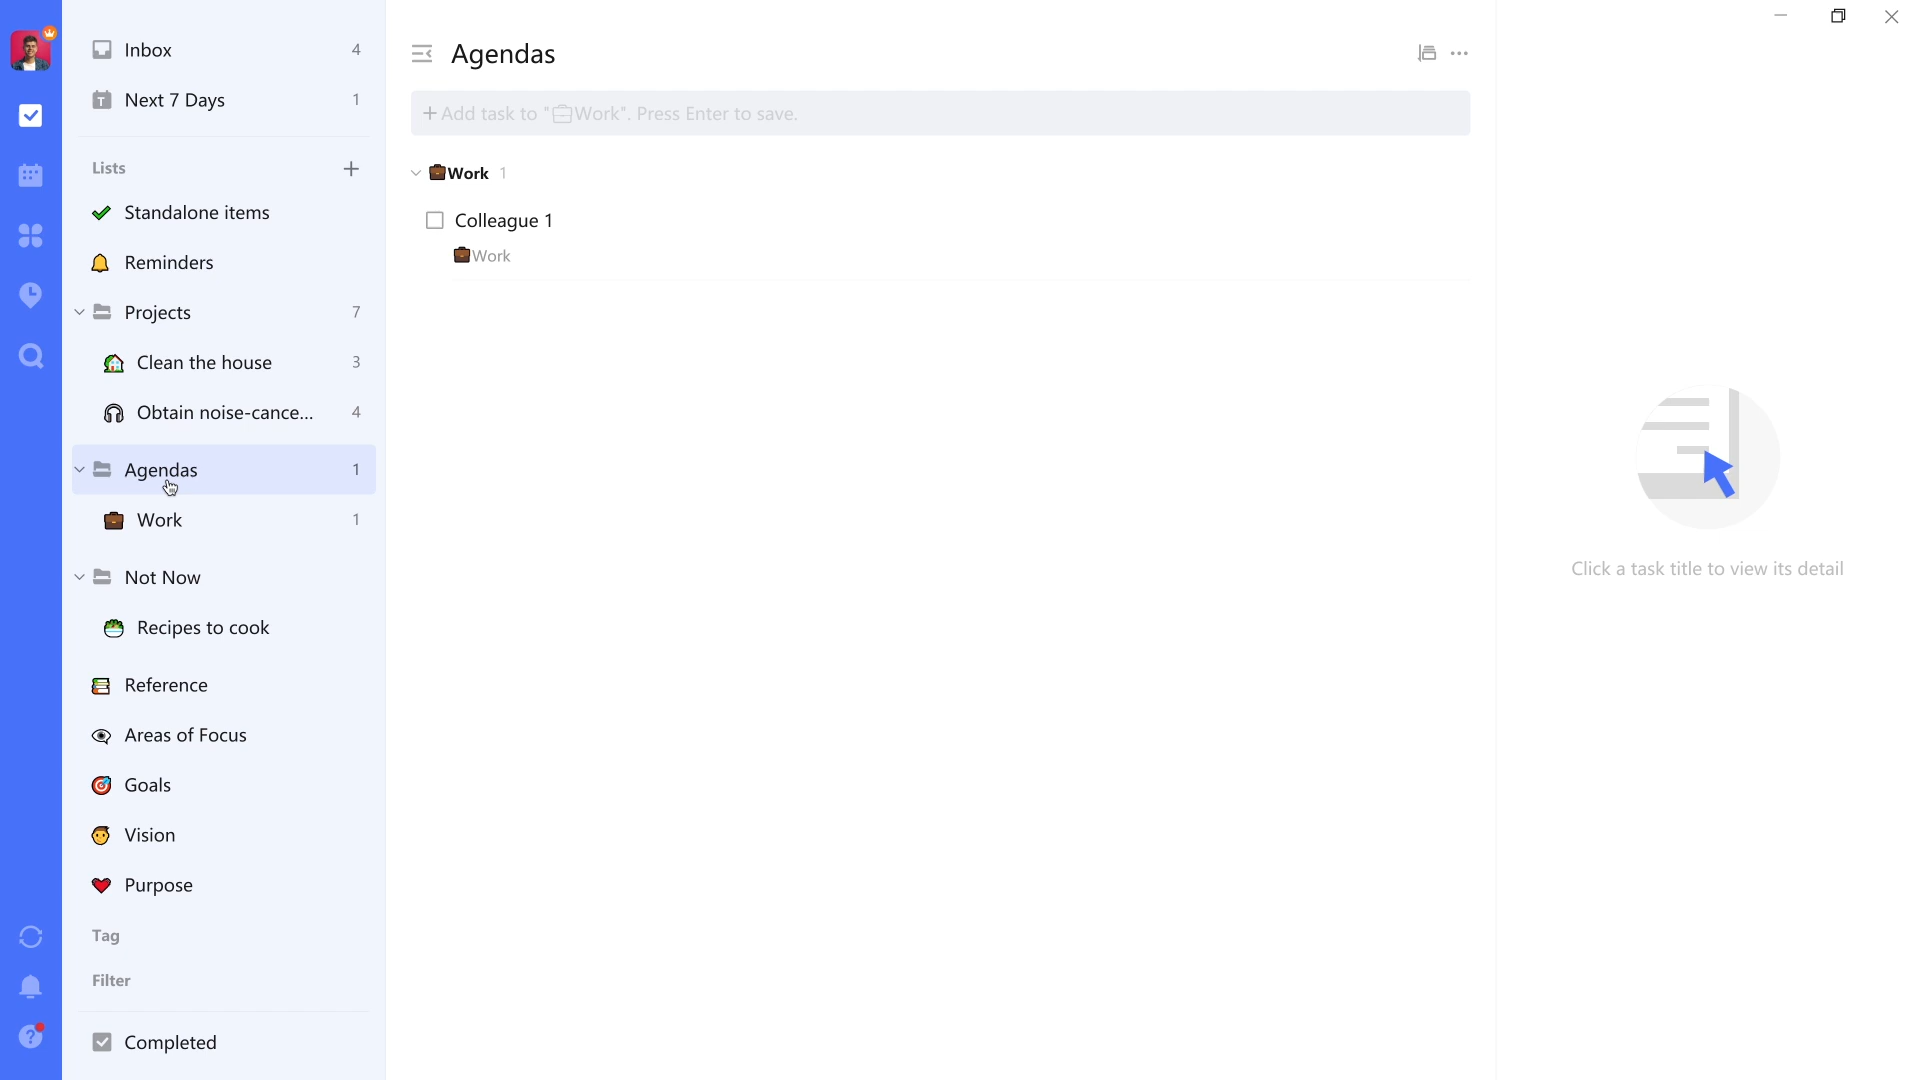 Inbox 4
Next 7 Days 1
Lists
Standalone items
Reminders
Projects 7
Clean the house 3
Obtain noise-cance... 4
Agendas 1
Work 1
Not Now
Recipes to cook
Reference
Areas of Focus
Goals
Vision
Purpose
Tag
Filter
Completed
Agendas
+ Add task to "💼Work". Press Enter to save.
💼Work 1
Colleague 1
💼Work
Click a task title to view its detail